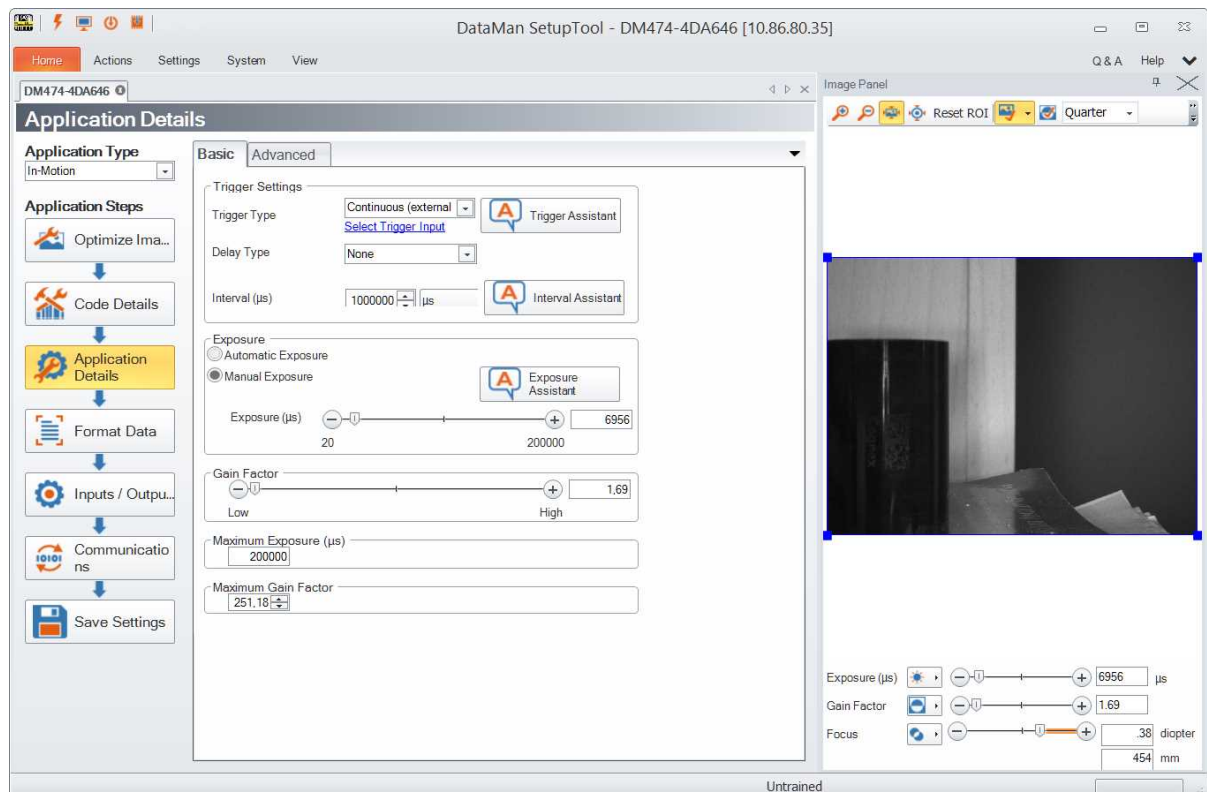 DataMan SetupTool - DM474-4DA646 [10.86.80.35]
Home Actions Settings System View Q & A Help
DM474-4DA646
Application Details
Application Type
In-Motion
Application Steps
Optimize Ima...
Code Details
Application
Details
Format Data
Inputs / Outpu...
Communicatio
ns
Save Settings
Basic Advanced
Trigger Settings
Trigger Type Continuous (external
Select Trigger Input
Trigger Assistant
Delay Type None
Interval (µs) 1000000 µs Interval Assistant
Exposure
Automatic Exposure
Manual Exposure
Exposure
Assistant
Exposure (µs) 6956
20 200000
Gain Factor
1,69
Low High
Maximum Exposure (µs)
200000
Maximum Gain Factor
251,18
Image Panel
Reset ROI Quarter
Exposure (µs) 6956 µs
Gain Factor 1.69
Focus .38 diopter
454 mm
Untrained